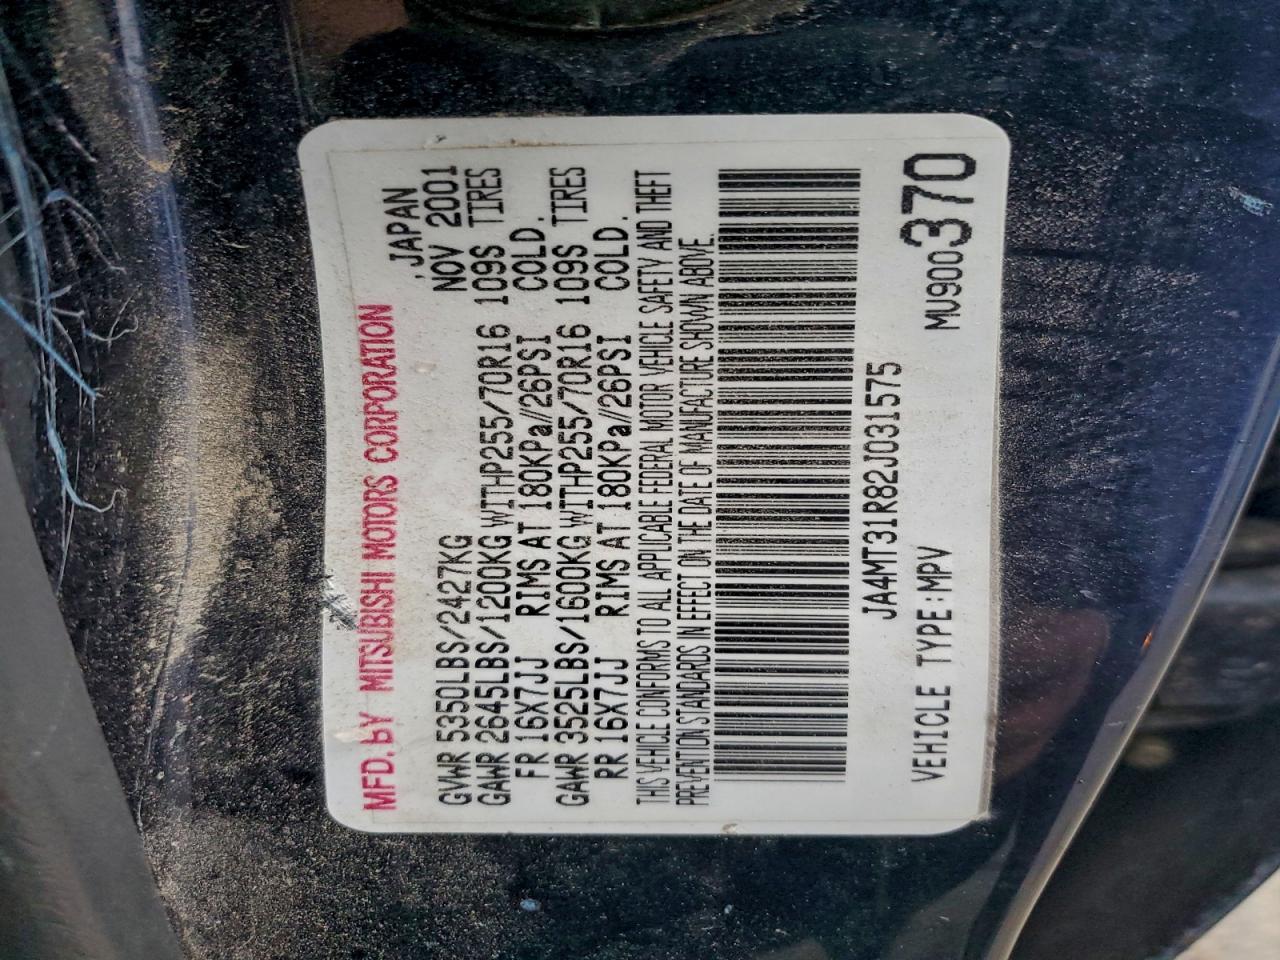 MFD. BY MITSUBISHI MOTORS CORPORATION JAPAN
GVWR 5350LBS/2427KG NOV 2001
GAWR 2645LBS/1200KG WITH P255/70R16 109S TIRES
FR 16X7JJ RIMS AT 180KPa//26PSI COLD.
GAWR 3525LBS/1600KG WITH P255/70R16 109S TIRES
RR 16X7JJ RIMS AT 180KPa//26PSI COLD.
THIS VEHICLE CONFORMS TO ALL APPLICABLE FEDERAL MOTOR VEHICLE SAFETY AND THEFT
PREVENTION STANDARDS IN EFFECT ON THE DATE OF MANUFACTURE SHOWN ABOVE.
JA4MT31R82J031575
VEHICLE TYPE:MPV MV900370